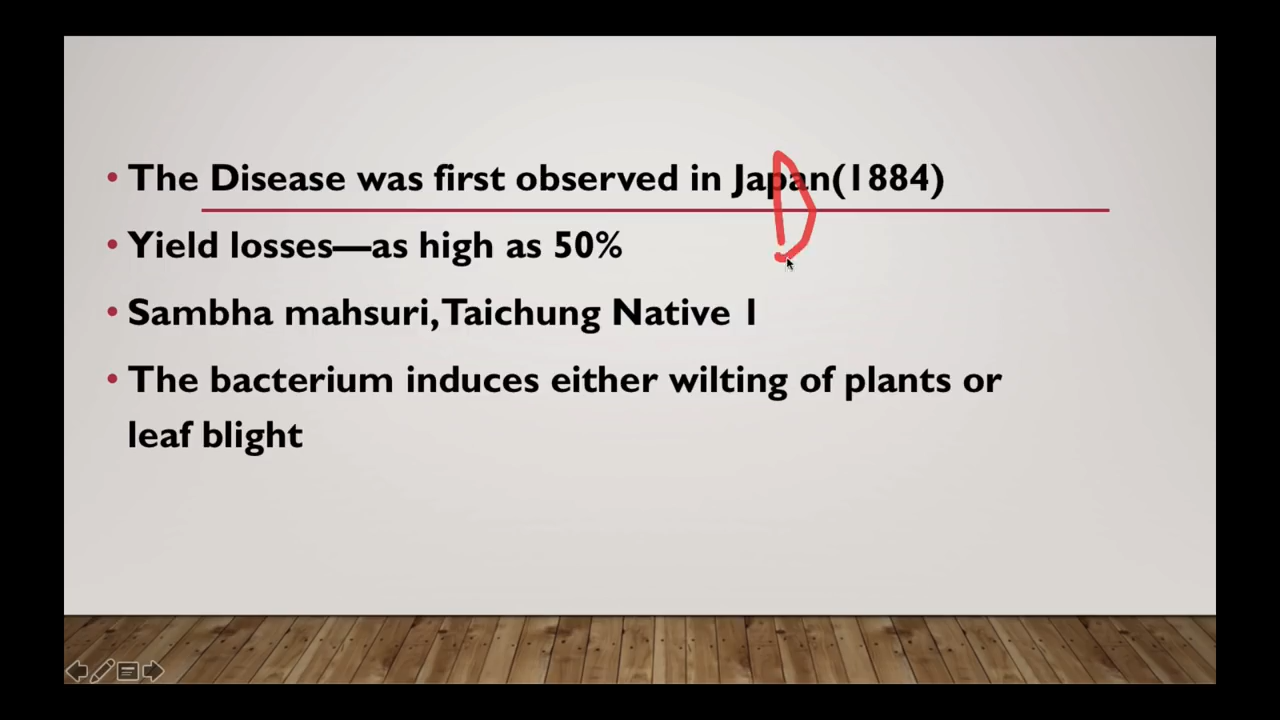 • The Disease was first observed in Japan(1884)
• Yield losses—as high as 50%
• Sambha mahsuri,Taichung Native 1
• The bacterium induces either wilting of plants or
leaf blight